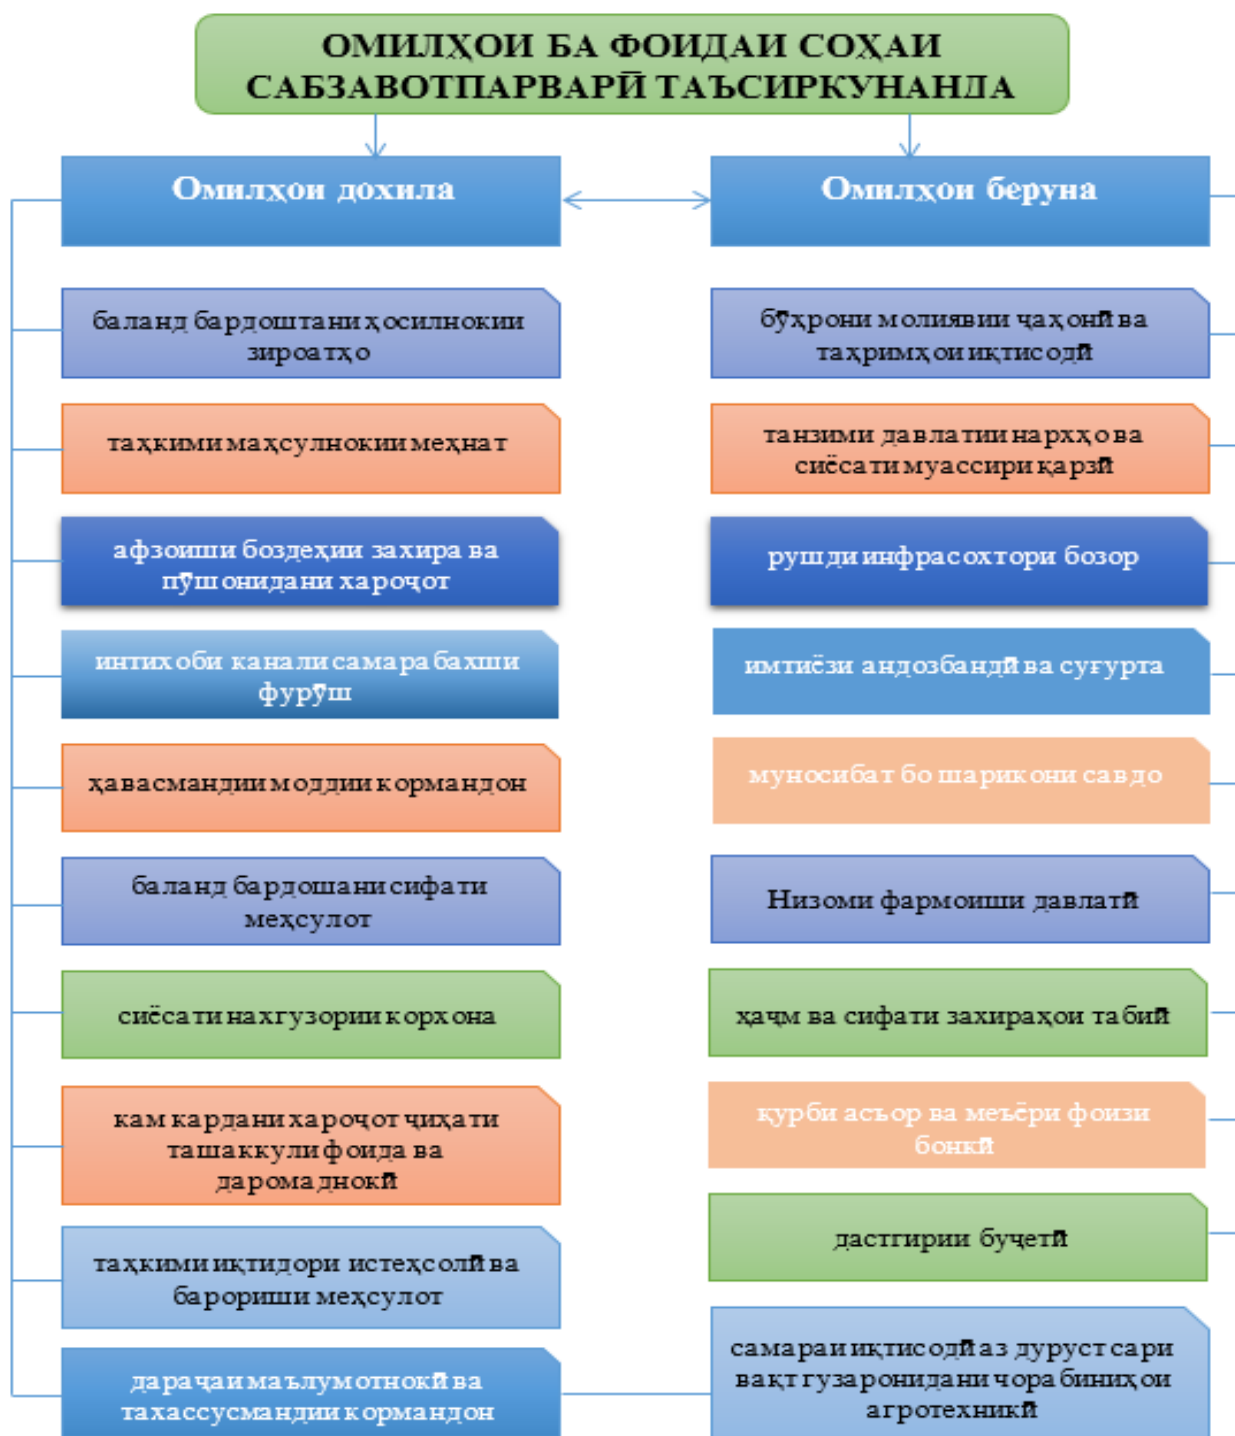 ОМИЛҲОИ БА ФОИДАИ СОҲАИ
САБЗАВОТПАРВАРӢ ТАЪСИРКУНАНДА
Омилҳои дохила
баланд бардоштани ҳосилнокии
зироатҳо
таҳкими маҳсулнокии меҳнат
афзоиши боздеҳии захира ва
пӯшонидани хароҷот
интихоби канали самарабахши
фурӯш
ҳавасмандии моддии кормандон
баланд бардошани сифати
меҳсулот
сиёсати нахгузории корхона
кам кардани хароҷот ҷиҳати
ташаккули фоида ва
даромаднокӣ
таҳкими иқтидори истеҳсолӣ ва
барориши меҳсулот
дараҷаи маълумотнокӣ ва
тахассусмандии кормандон
Омилҳои беруна
бӯҳрони молиявии ҷаҳонӣ ва
таҳримҳои иқтисодӣ
танзими давлатии нархҳо ва
сиёсати муассири қарзӣ
рушди инфрасохтори бозор
имтиёзи андозбандӣ ва суғурта
муносибат бо шарикони савдо
Низоми фармоиши давлатӣ
ҳаҷм ва сифати захираҳои табиӣ
қурби асъор ва меъёри фоизи
бонкӣ
дастгирии буҷетӣ
самараи иқтисодӣ аз дуруст сари
вақт гузаронидани чорабиниҳои
агротехникӣ